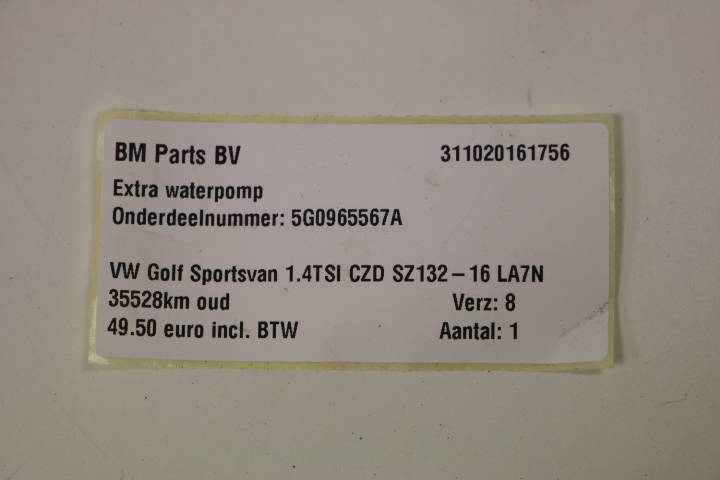 BM Parts BV 311020161756
Extra waterpomp
Onderdeelnummer: 5G0965567A
VW Golf Sportsvan 1.4TSI CZD SZ132-16 LA7N
35528km oud Verz: 8
49.50 euro incl. BTW Aantal: 1